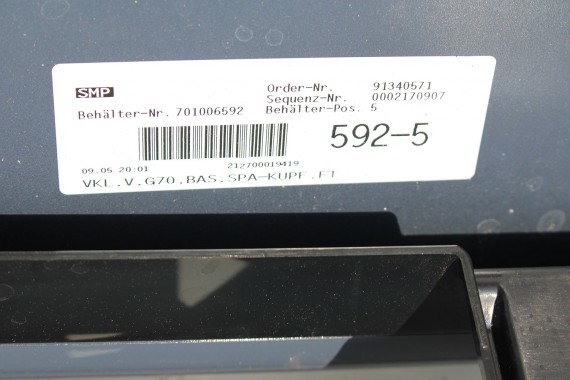 SMP
Order-Nr. 91340571
Sequenz-Nr. 0002170907
Behälter-Nr. 701006592 Behälter-Pos. 5
592-5
09.05 20:01 212700019419
VKL.V.G70.BAS.SPA-KUPF.FT